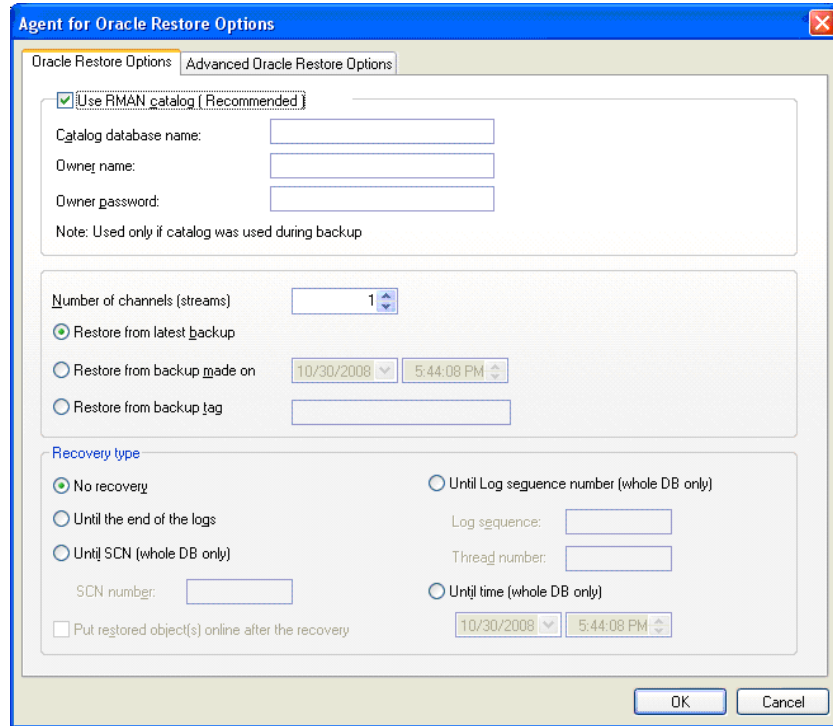 Agent for Oracle Restore Options
Oracle Restore Options
Advanced Oracle Restore Options
Use RMAN catalog ( Recommended )
Catalog database name:
Owner name:
Owner password:
Note: Used only if catalog was used during backup
Number of channels (streams)
1
Restore from latest backup
Restore from backup made on
10/30/2008
5:44:08 PM
Restore from backup tag
Recovery type
No recovery
Until the end of the logs
Until SCN (whole DB only)
SCN number:
Put restored object(s) online after the recovery
Until Log sequence number (whole DB only)
Log sequence:
Thread number:
Until time (whole DB only)
10/30/2008
5:44:08 PM
OK
Cancel